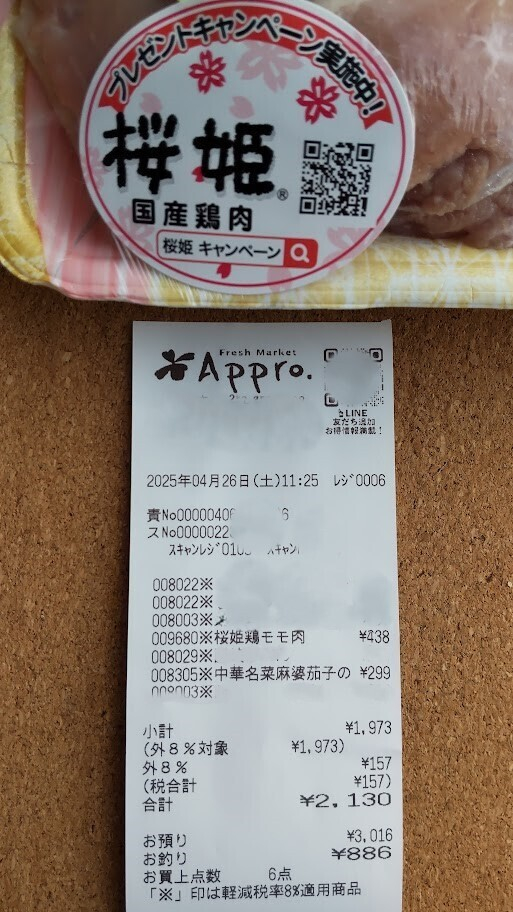 プレゼントキャンペーン実施中!
桜姫®
国産鶏肉
桜姫 キャンペーン
Fresh Market
Appro.
LINE
友だち追加
お得情報満載!
2025年04月26日(土)11:25 レジ0006
責No00000406 6
スNo0000022
スキャンレジ010 スキャン
008022※
008022※
008003※
009680※桜姫鶏モモ肉 ¥438
008029※
008305※中華名菜麻婆茄子の ¥299
008003※
小計 ¥1,973
(外8%対象 ¥1,973)
外8% ¥157
(税合計 ¥157)
合計 ¥2,130
お預り ¥3,016
お釣り ¥886
お買上点数 6点
「※」印は軽減税率8%適用商品